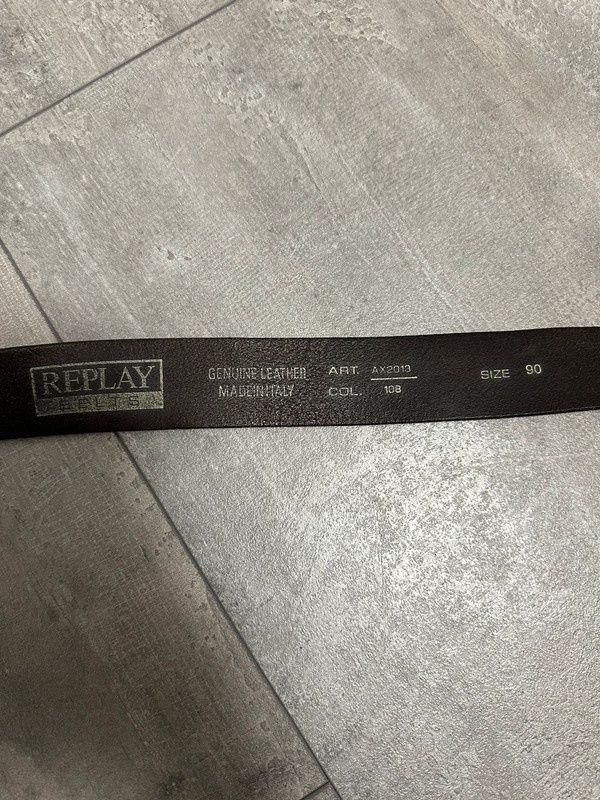 REPLAY
BELTS
GENUINE LEATHER
MADE IN ITALY
ART. AX2013
COL. 108
SIZE 90